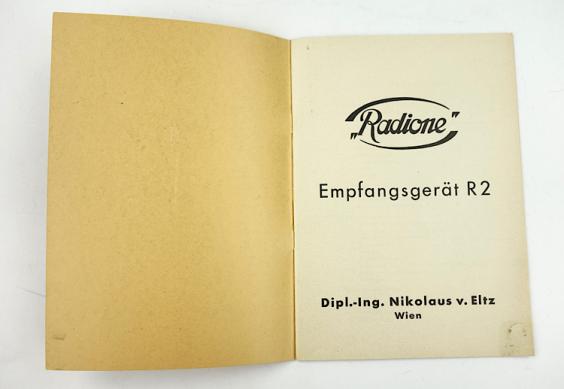 „Radione”
Empfangsgerät R2
Dipl.-Ing. Nikolaus v. Eltz
Wien